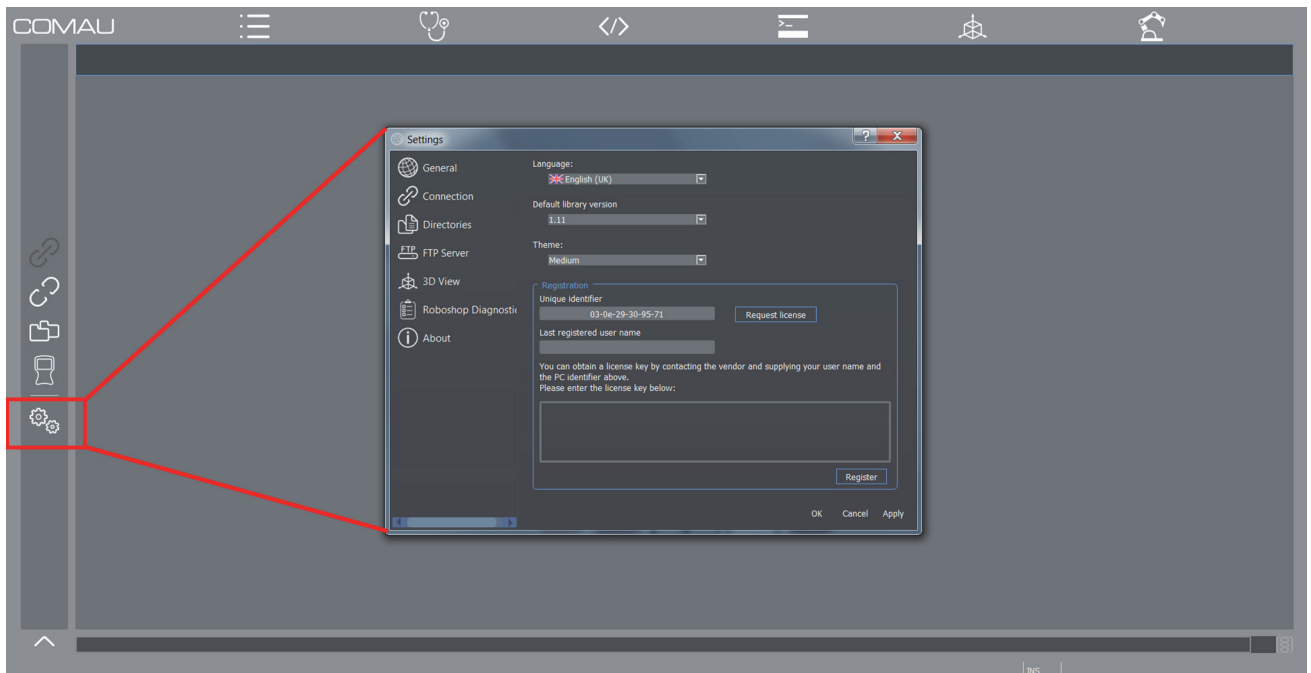 COMAU
Settings
General
Connection
Directories
FTP
FTP Server
3D View
Roboshop Diagnostic
About
Language:
English (UK)
Default library version
1.11
Theme:
Medium
Registration
Unique identifier
03-0e-29-30-95-71
Request license
Last registered user name
You can obtain a license key by contacting the vendor and supplying your user name and
the PC identifier above.
Please enter the license key below:
Register
OK Cancel Apply
INS